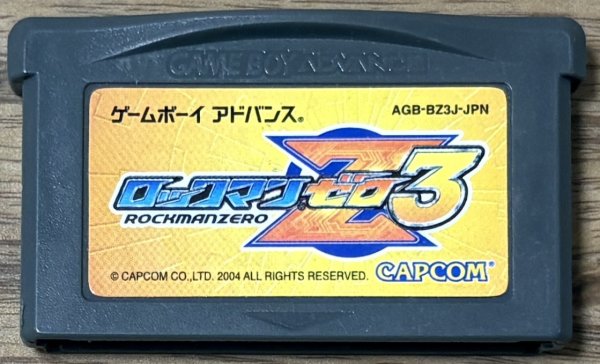 GAME BOY ADVANCE
ゲームボーイ アドバンス® AGB-BZ3J-JPN
Z
ロックマン ゼロ3
ROCKMANZERO
© CAPCOM CO., LTD. 2004 ALL RIGHTS RESERVED. CAPCOM